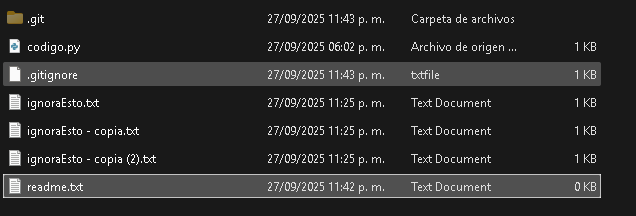 .git 27/09/2025 11:43 p. m. Carpeta de archivos
codigo.py 27/09/2025 06:02 p. m. Archivo de origen ... 1 KB
.gitignore 27/09/2025 11:43 p. m. txtfile 1 KB
ignoraEsto.txt 27/09/2025 11:25 p. m. Text Document 1 KB
ignoraEsto - copia.txt 27/09/2025 11:25 p. m. Text Document 1 KB
ignoraEsto - copia (2).txt 27/09/2025 11:25 p. m. Text Document 1 KB
readme.txt 27/09/2025 11:42 p. m. Text Document 0 KB